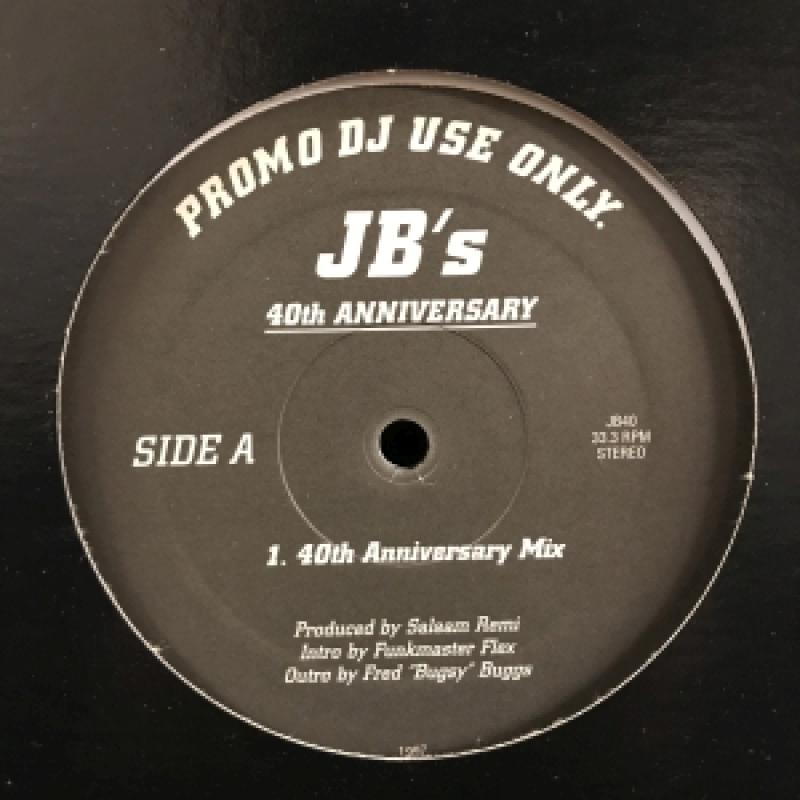 PROMO DJ USE ONLY.
JB's
40th ANNIVERSARY
SIDE A
JB40
33.3 RPM
STEREO
1. 40th Anniversary Mix
Produced by Salaam Remi
Intro by Funkmaster Flex
Outro by Fred "Bugsy" Buggs